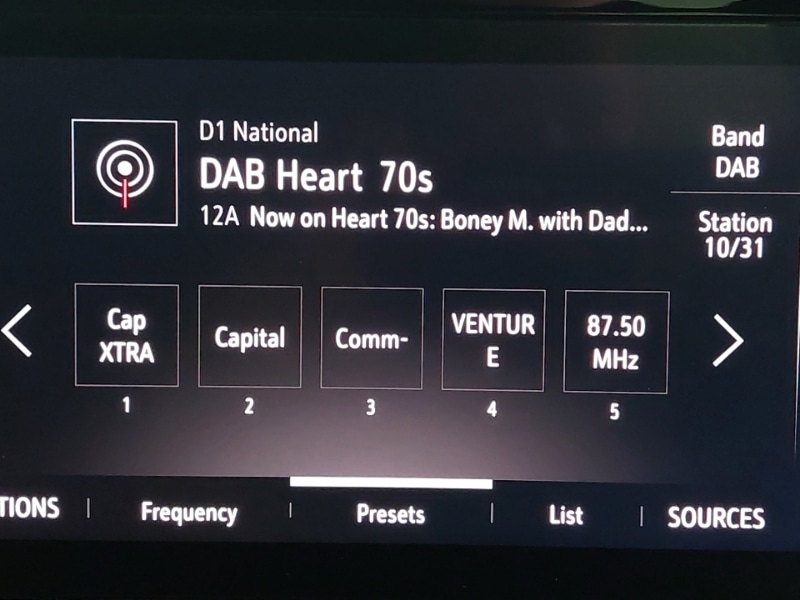 D1 National
DAB Heart 70s
12A Now on Heart 70s: Boney M. with Dad...
Band
DAB
Station
10/31
Cap
XTRA
Capital
Comm-
VENTUR
E
87.50
MHz
1
2
3
4
5
TIONS
Frequency
Presets
List
SOURCES